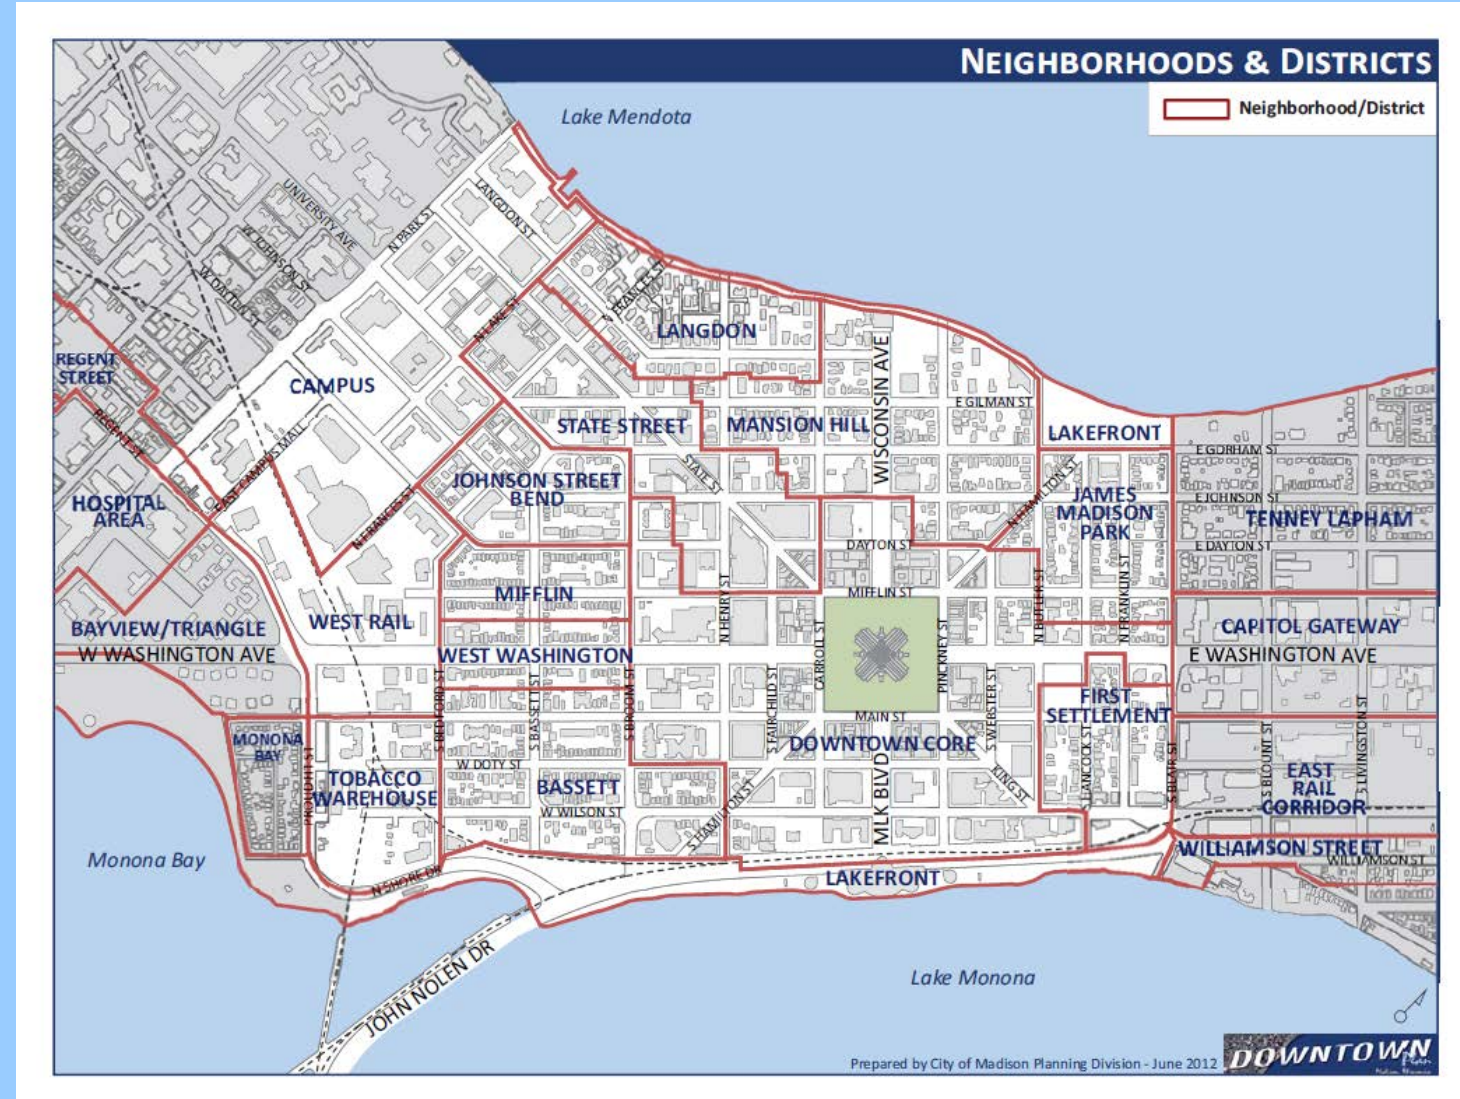 NEIGHBORHOODS & DISTRICTS
Neighborhood/District
Lake Mendota
LANGDON ST
UNIVERSITY AVE
N PARK ST
W JOHNSON ST
W DAYTON ST
N FRANCES ST
N LAKE ST
LANGDON
REGENT
STREET
CAMPUS
WISCONSIN AVE
E GILMAN ST
REGENT ST
EAST CAMPUS MALL
STATE STREET
MANSION HILL
LAKEFRONT
E GORHAM ST
STATE ST
JOHNSON STREET
BEND
N HAMILTON ST
JAMES
MADISON
PARK
E JOHNSON ST
HOSPITAL
AREA
N FRANCES ST
TENNEY LAPHAM
DAYTON ST
E DAYTON ST
MIFFLIN
MIFFLIN ST
N HENRY ST
N BUTLER ST
N FRANKLIN ST
BAYVIEW/TRIANGLE
WEST RAIL
CAPITOL GATEWAY
W WASHINGTON AVE
WEST WASHINGTON
CARROLL ST
PINCKNEY ST
E WASHINGTON AVE
S BEDFORD ST
S BASSETT ST
S BROOM ST
S FAIRCHILD ST
S WEBSTER ST
FIRST
SETTLEMENT
MAIN ST
MONONA
BAY
DOWNTOWN CORE
W DOTY ST
PROUDFIT ST
TOBACCO
WAREHOUSE
BASSETT
W WILSON ST
S HAMILTON ST
MLK BLVD
KING ST
S HANCOCK ST
S BLAIR ST
S BLOUNT ST
S LIVINGSTON ST
EAST
RAIL
CORRIDOR
WILLIAMSON STREET
WILLIAMSON ST
Monona Bay
N SHORE DR
LAKEFRONT
JOHN NOLEN DR
Lake Monona
Prepared by City of Madison Planning Division - June 2012
DOWNTOWN
Plan